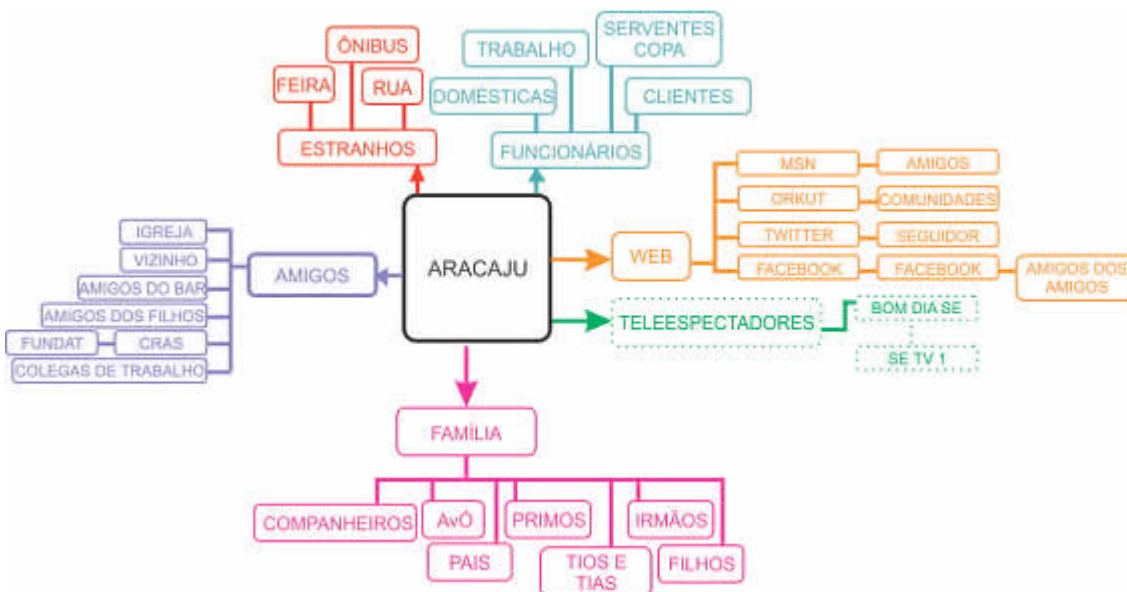 ÔNIBUS
FEIRA
RUA
ESTRANHOS
TRABALHO
SERVENTES
COPA
DOMÉSTICAS
CLIENTES
FUNCIONÁRIOS
ARACAJU
IGREJA
VIZINHO
AMIGOS DO BAR
AMIGOS DOS FILHOS
FUNDAT
CRAS
COLEGAS DE TRABALHO
AMIGOS
WEB
MSN
AMIGOS
ORKUT
COMUNIDADES
TWITTER
SEGUIDOR
FACEBOOK
FACEBOOK
AMIGOS DOS
AMIGOS
TELEESPECTADORES
BOM DIA SE
SE TV 1
FAMÍLIA
COMPANHEIROS
AvÔ
PAIS
PRIMOS
TIOS E
TIAS
IRMÃOS
FILHOS